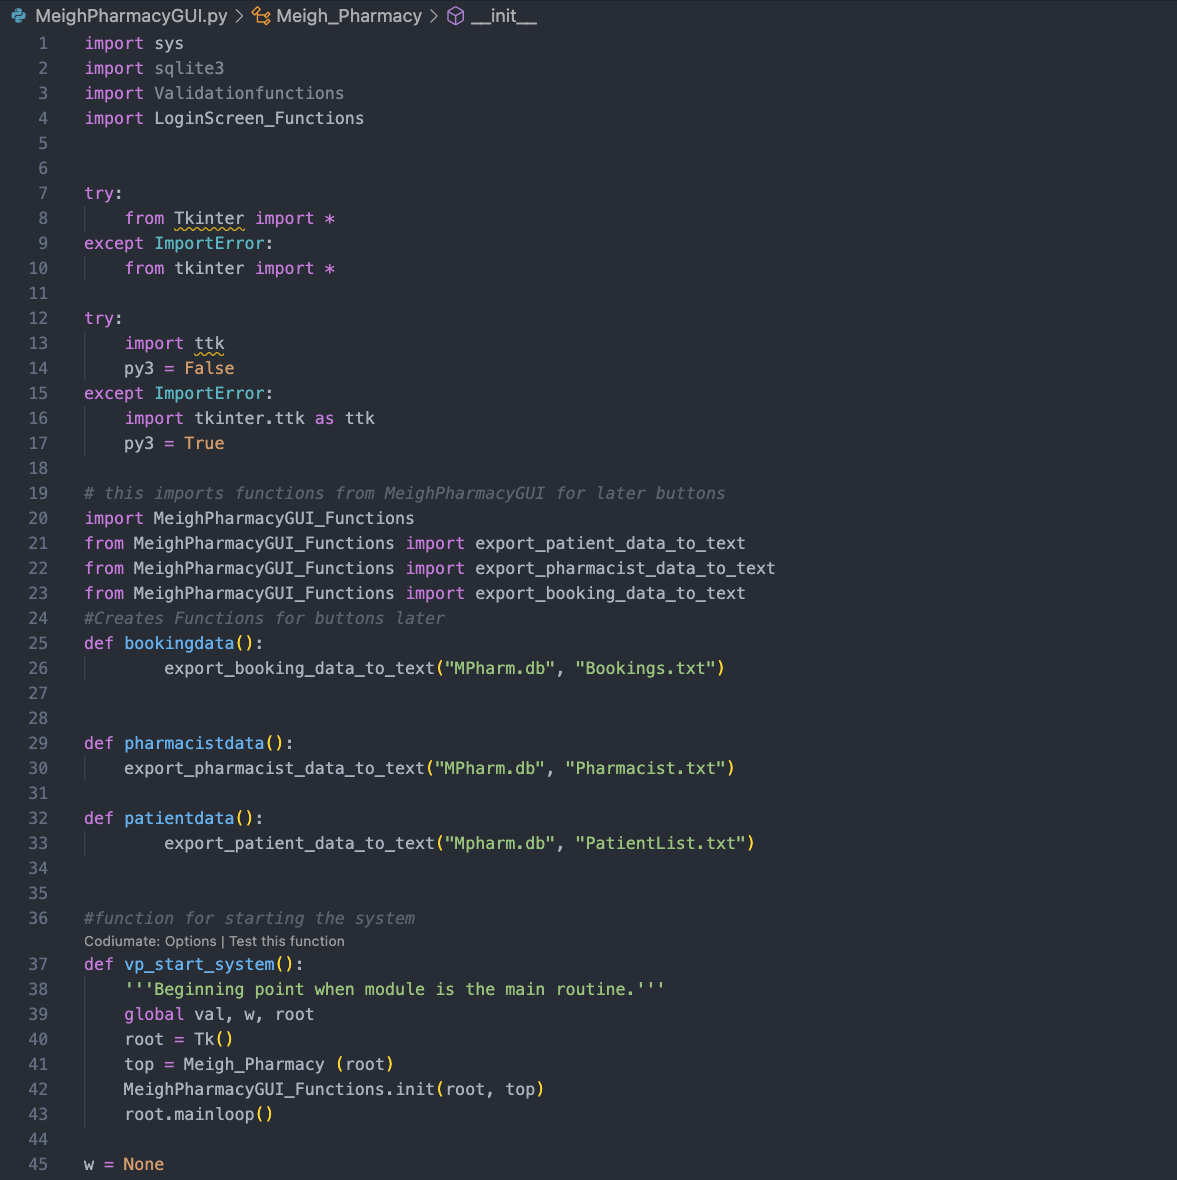 MeighPharmacyGUI.py > Meigh_Pharmacy > __init__
1 import sys
2 import sqlite3
3 import Validationfunctions
4 import LoginScreen_Functions
5
6
7 try:
8     from Tkinter import *
9 except ImportError:
10     from tkinter import *
11
12 try:
13     import ttk
14     py3 = False
15 except ImportError:
16     import tkinter.ttk as ttk
17     py3 = True
18
19 # this imports functions from MeighPharmacyGUI for later buttons
20 import MeighPharmacyGUI_Functions
21 from MeighPharmacyGUI_Functions import export_patient_data_to_text
22 from MeighPharmacyGUI_Functions import export_pharmacist_data_to_text
23 from MeighPharmacyGUI_Functions import export_booking_data_to_text
24 #Creates Functions for buttons later
25 def bookingdata():
26         export_booking_data_to_text("MPharm.db", "Bookings.txt")
27
28
29 def pharmacistdata():
30     export_pharmacist_data_to_text("MPharm.db", "Pharmacist.txt")
31
32 def patientdata():
33         export_patient_data_to_text("Mpharm.db", "PatientList.txt")
34
35
36 #function for starting the system
Codiumate: Options | Test this function
37 def vp_start_system():
38     '''Beginning point when module is the main routine.'''
39     global val, w, root
40     root = Tk()
41     top = Meigh_Pharmacy (root)
42     MeighPharmacyGUI_Functions.init(root, top)
43     root.mainloop()
44
45 w = None